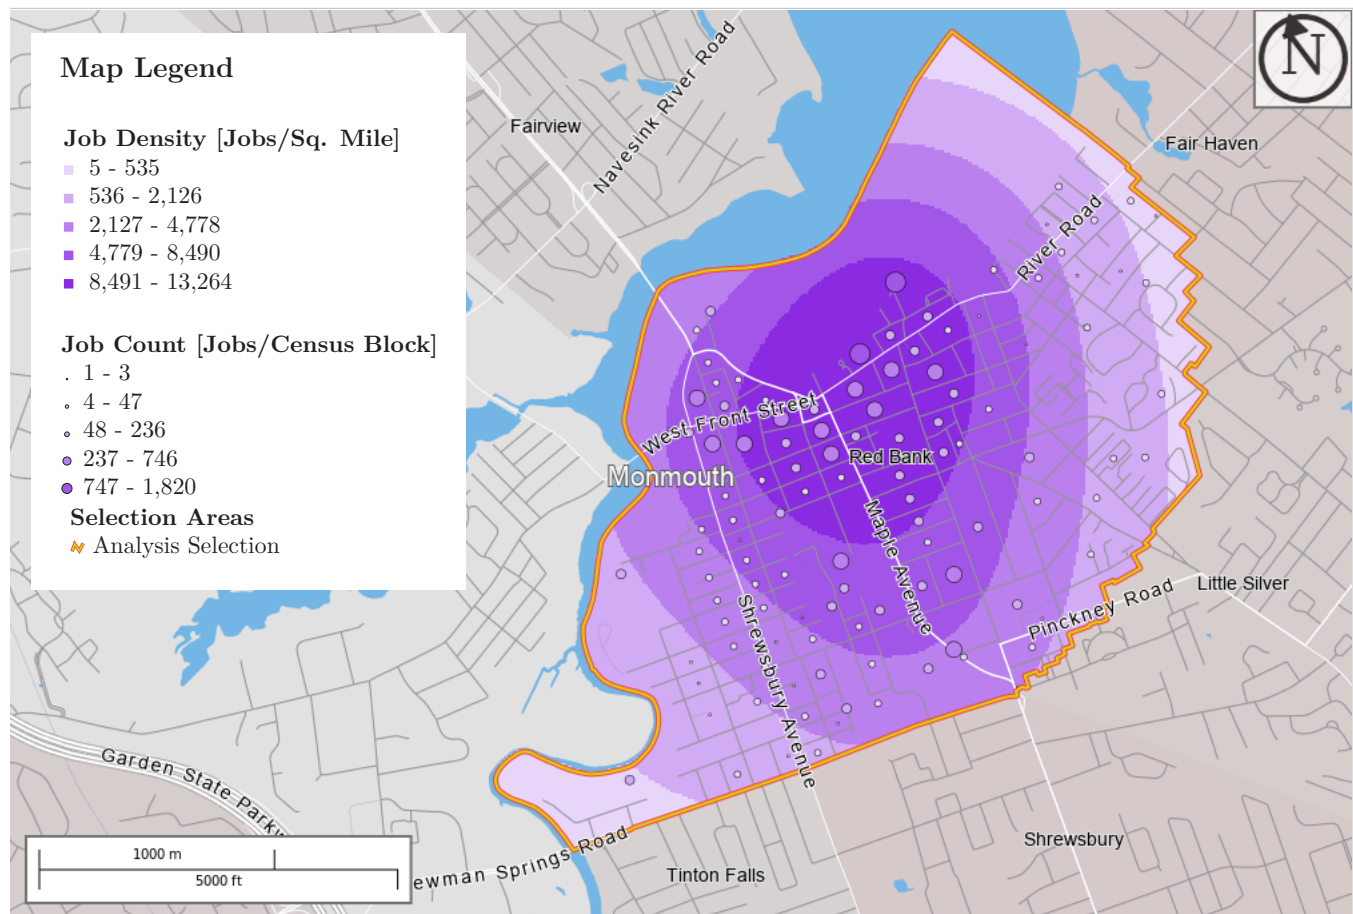 Map Legend
Job Density [Jobs/Sq. Mile]
5 - 535
536 - 2,126
2,127 - 4,778
4,779 - 8,490
8,491 - 13,264
Job Count [Jobs/Census Block]
1 - 3
4 - 47
48 - 236
237 - 746
747 - 1,820
Selection Areas
Analysis Selection
N
Fairview
Navesink River Road
Fair Haven
River Road
West Front Street
Monmouth
Red Bank
Maple Avenue
Shrewsbury Avenue
Pinckney Road
Little Silver
Garden State Parkw
ewman Springs Road
Tinton Falls
Shrewsbury
1000 m
5000 ft